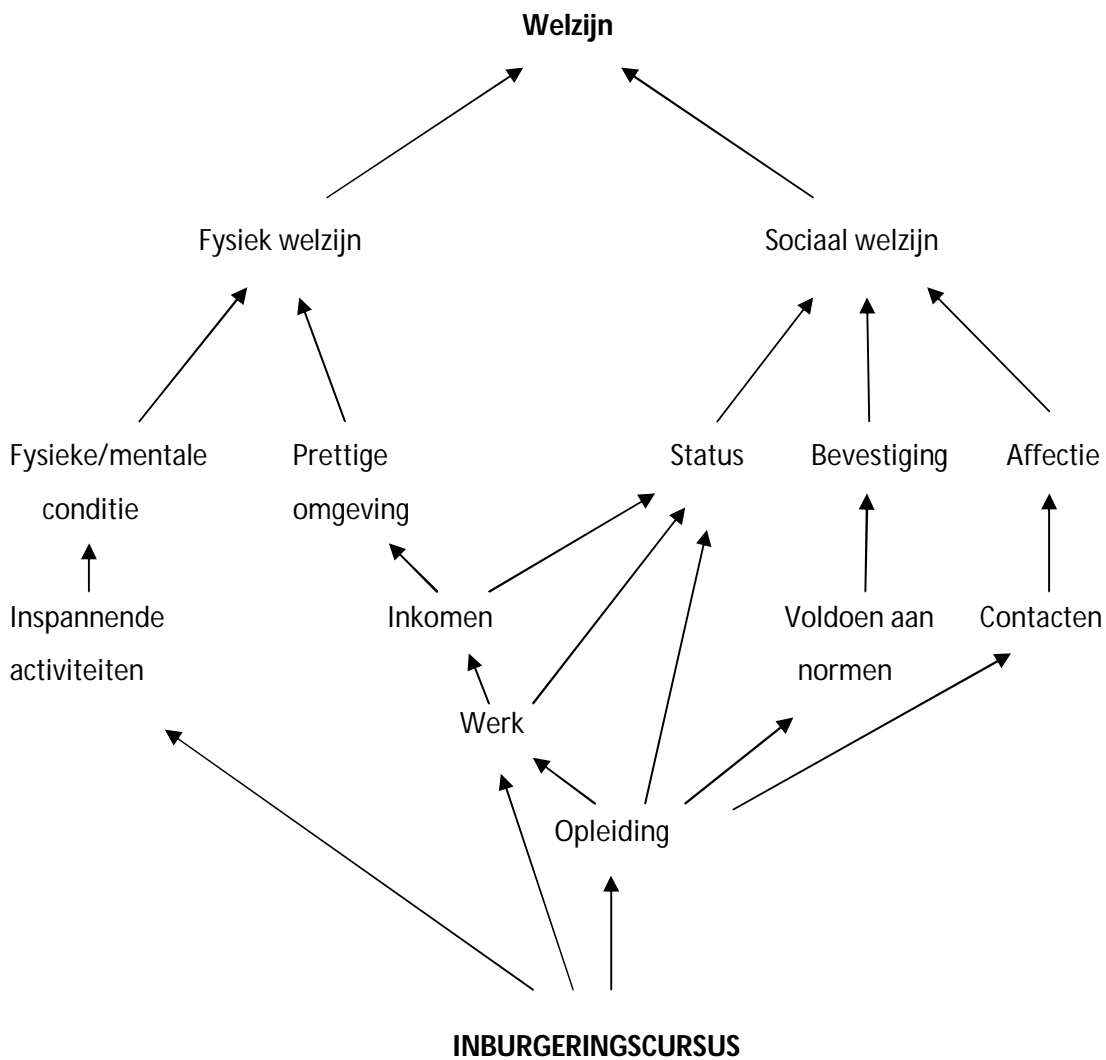 Welzijn
Fysiek welzijn
Sociaal welzijn
Fysieke/mentale
conditie
Prettige
omgeving
Status
Bevestiging
Affectie
Inspannende
activiteiten
Inkomen
Voldoen aan
normen
Contacten
Werk
Opleiding
INBURGERINGSCURSUS